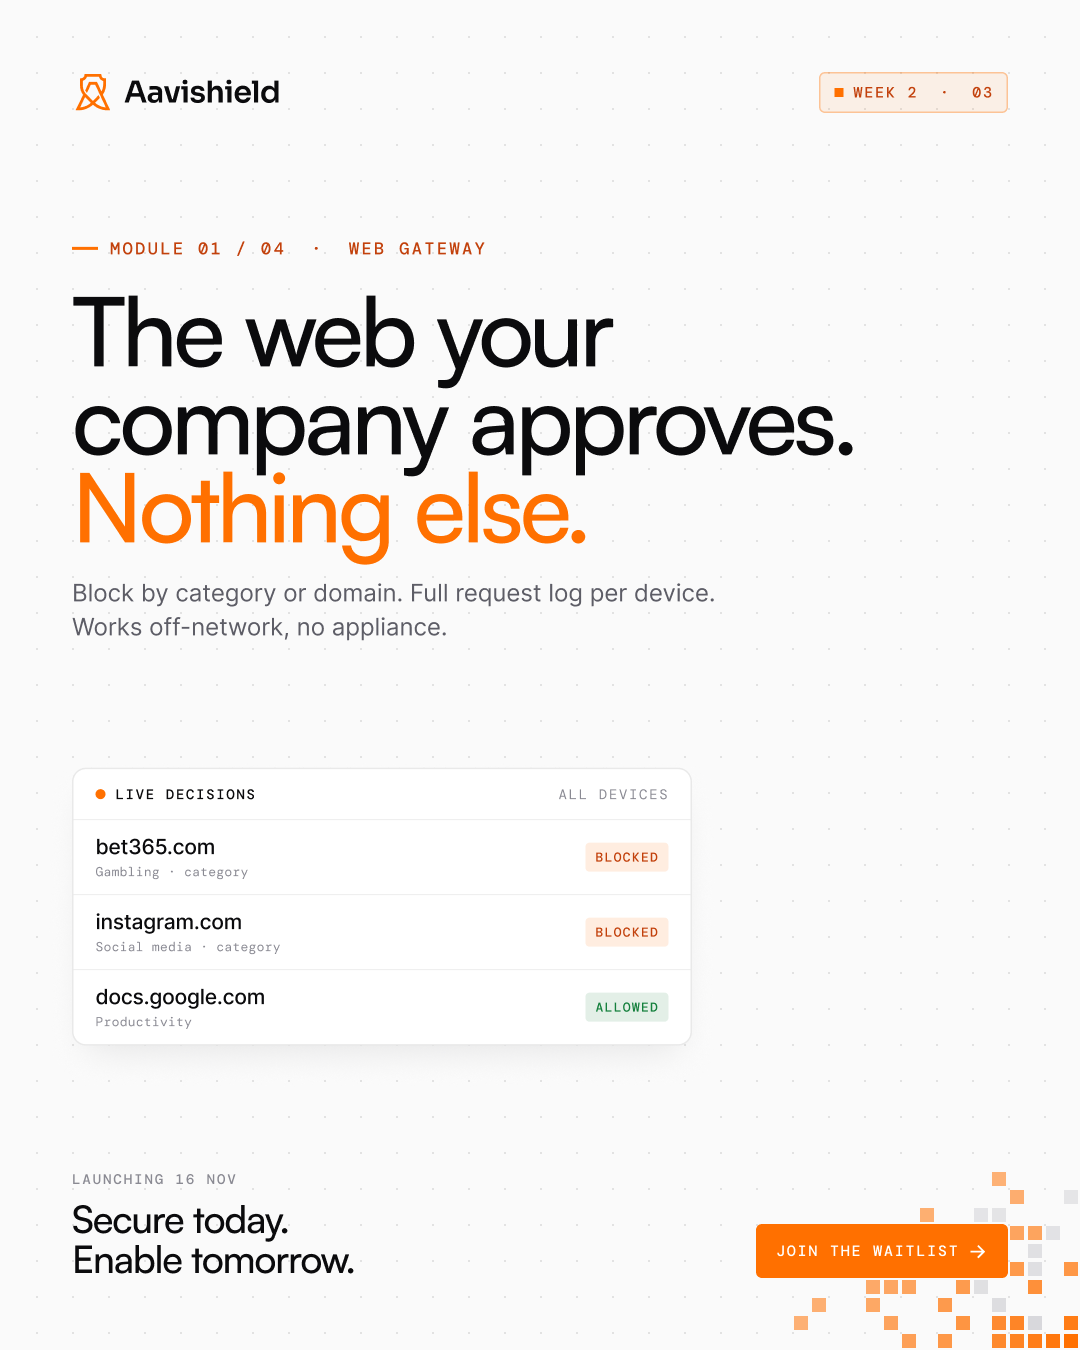 Aavishield
WEEK 2 · 03
MODULE 01 / 04 · WEB GATEWAY
The web your
company approves.
Nothing else.
Block by category or domain. Full request log per device.
Works off-network, no appliance.
LIVE DECISIONS
ALL DEVICES
bet365.com
Gambling · category
BLOCKED
instagram.com
Social media · category
BLOCKED
docs.google.com
Productivity
ALLOWED
LAUNCHING 16 NOV
Secure today.
Enable tomorrow.
JOIN THE WAITLIST →